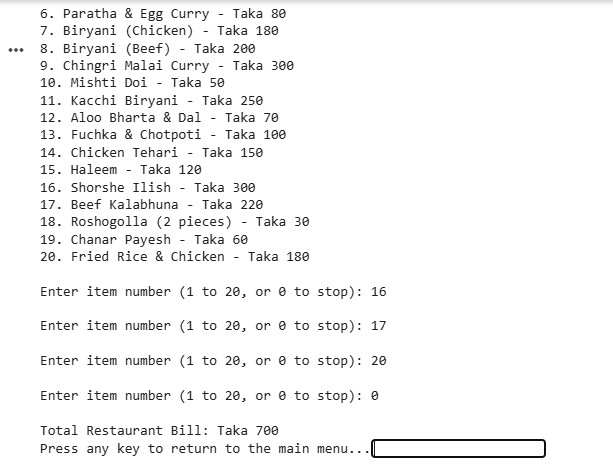 6. Paratha & Egg Curry - Taka 80
7. Biryani (Chicken) - Taka 180
8. Biryani (Beef) - Taka 200
9. Chingri Malai Curry - Taka 300
10. Mishti Doi - Taka 50
11. Kacchi Biryani - Taka 250
12. Aloo Bharta & Dal - Taka 70
13. Fuchka & Chotpoti - Taka 100
14. Chicken Tehari - Taka 150
15. Haleem - Taka 120
16. Shorshe Ilish - Taka 300
17. Beef Kalabhuna - Taka 220
18. Roshogolla (2 pieces) - Taka 30
19. Chanar Payesh - Taka 60
20. Fried Rice & Chicken - Taka 180
Enter item number (1 to 20, or 0 to stop): 16
Enter item number (1 to 20, or 0 to stop): 17
Enter item number (1 to 20, or 0 to stop): 20
Enter item number (1 to 20, or 0 to stop): 0
Total Restaurant Bill: Taka 700
Press any key to return to the main menu...